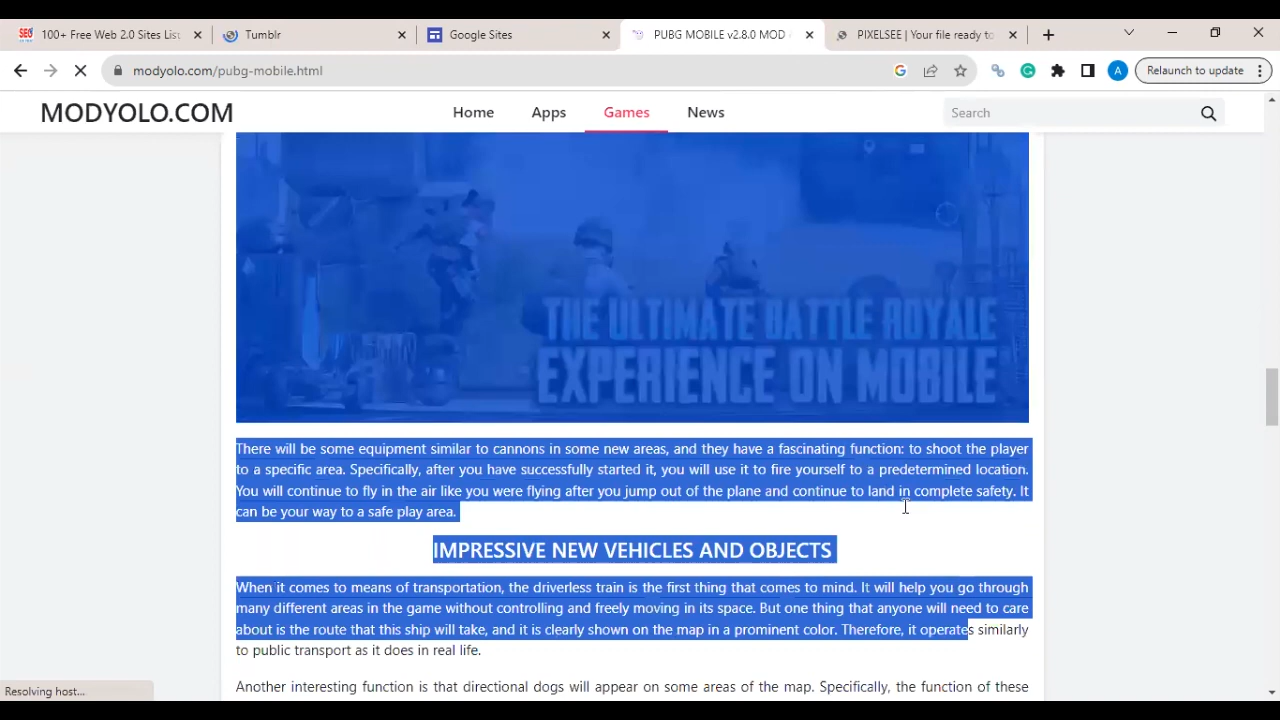 SEO 100+ Free Web 2.0 Sites List
Tumblr
Google Sites
PUBG MOBILE v2.8.0 MOD
PIXELSEE | Your file ready to
modyolo.com/pubg-mobile.html
A
Relaunch to update
MODYOLO.COM
Home
Apps
Games
News
Search
THE ULTIMATE BATTLE ROYALE
EXPERIENCE ON MOBILE
There will be some equipment similar to cannons in some new areas, and they have a fascinating function: to shoot the player
to a specific area. Specifically, after you have successfully started it, you will use it to fire yourself to a predetermined location.
You will continue to fly in the air like you were flying after you jump out of the plane and continue to land in complete safety. It
can be your way to a safe play area.
IMPRESSIVE NEW VEHICLES AND OBJECTS
When it comes to means of transportation, the driverless train is the first thing that comes to mind. It will help you go through
many different areas in the game without controlling and freely moving in its space. But one thing that anyone will need to care
about is the route that this ship will take, and it is clearly shown on the map in a prominent color. Therefore, it operates similarly
to public transport as it does in real life.
Another interesting function is that directional dogs will appear on some areas of the map. Specifically, the function of these
Resolving host...